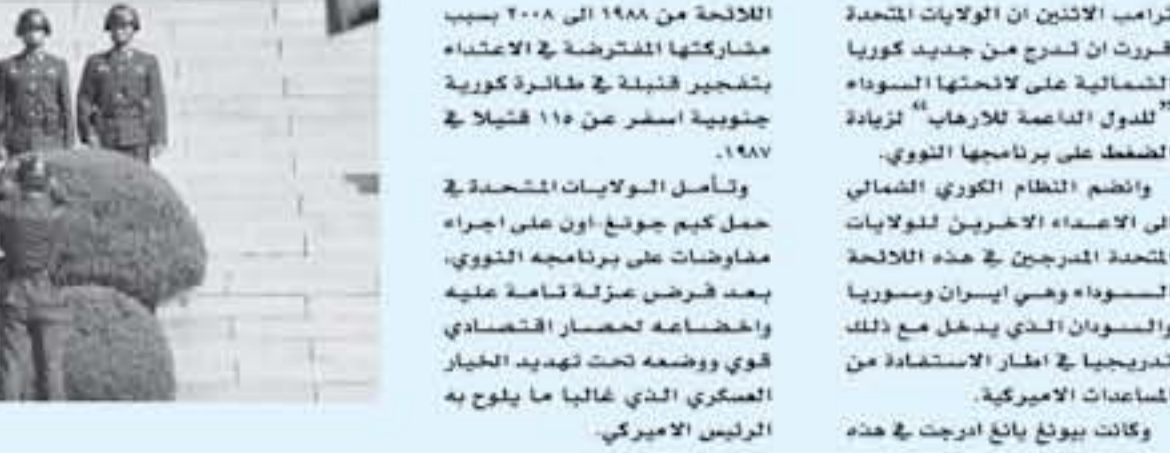 ترامب الاثنين ان الولايات المتحدة
قررت ان تدرج من جديد كوريا
الشمالية على لائحتها السوداء
"للدول الداعمة للارهاب" لزيادة
الضغط على برنامجها النووي.
وانضم النظام الكوري الشمالي
الى الاعداء الاخرين للولايات
المتحدة المدرجين في هذه اللائحة
السوداء وهي ايران وسوريا
والسودان الذي يدخل مع ذلك
تدريجيا في اطار الاستفادة من
المساعدات الاميركية.
وكانت بيونغ يانغ ادرجت في هذه
اللائحة من ١٩٨٨ الى ٢٠٠٨ بسبب
مشاركتها المفترضة في الاعتداء
بتفجير قنبلة في طائرة كورية
جنوبية اسفر عن ١١٥ قتيلا في
١٩٨٧.
وتأمل الولايات المتحدة في
حمل كيم جونغ-اون على اجراء
مفاوضات على برنامجه النووي،
بعد فرض عزلة تامة عليه
واخضاعه لحصار اقتصادي
قوي ووضعه تحت تهديد الخيار
العسكري الذي غالبا ما يلوح به
الرئيس الاميركي.